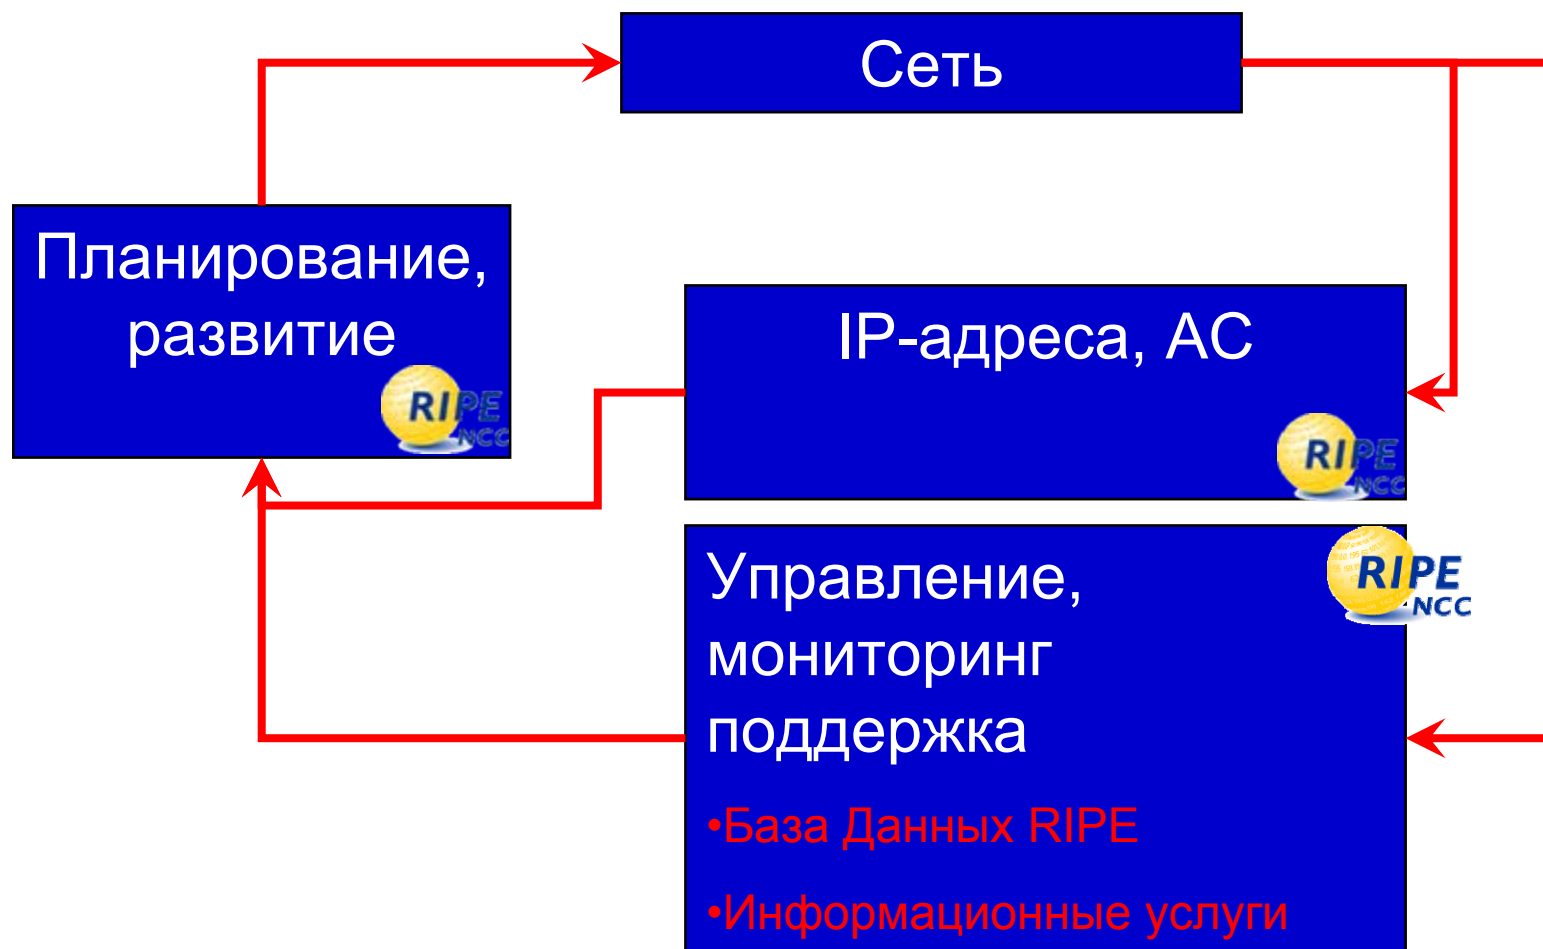 Сеть
Планирование,
развитие
RIPE
NCC
IP-адреса, АС
RIPE
NCC
Управление,
мониторинг
поддержка
•База Данных RIPE
•Информационные услуги
RIPE
NCC